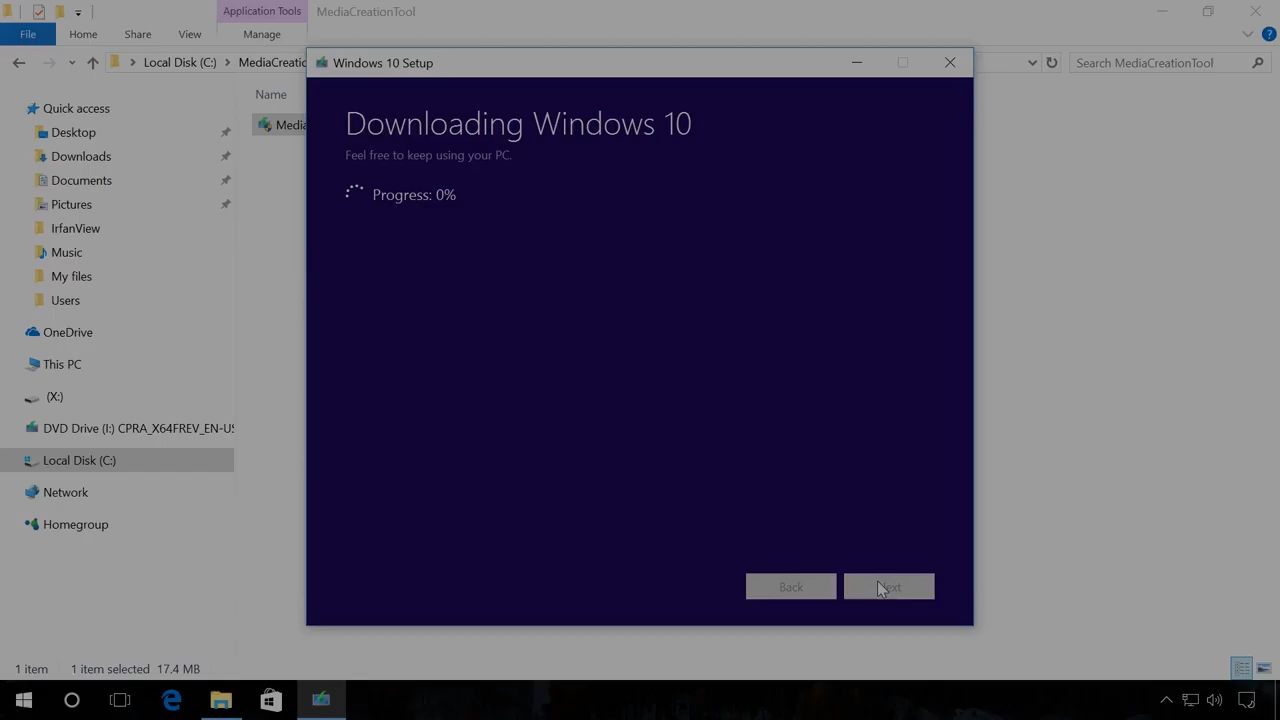 Application Tools
MediaCreationTool
File
Home
Share
View
Manage
Local Disk (C:)
MediaCreatio
Search MediaCreationTool
Windows 10 Setup
Name
Media
Quick access
Desktop
Downloads
Documents
Pictures
IrfanView
Music
My files
Users
OneDrive
This PC
(X:)
DVD Drive (I:) CPRA_X64FREV_EN-US
Local Disk (C:)
Network
Homegroup
Downloading Windows 10
Feel free to keep using your PC.
Progress: 0%
Back
Next
1 item
1 item selected 17.4 MB